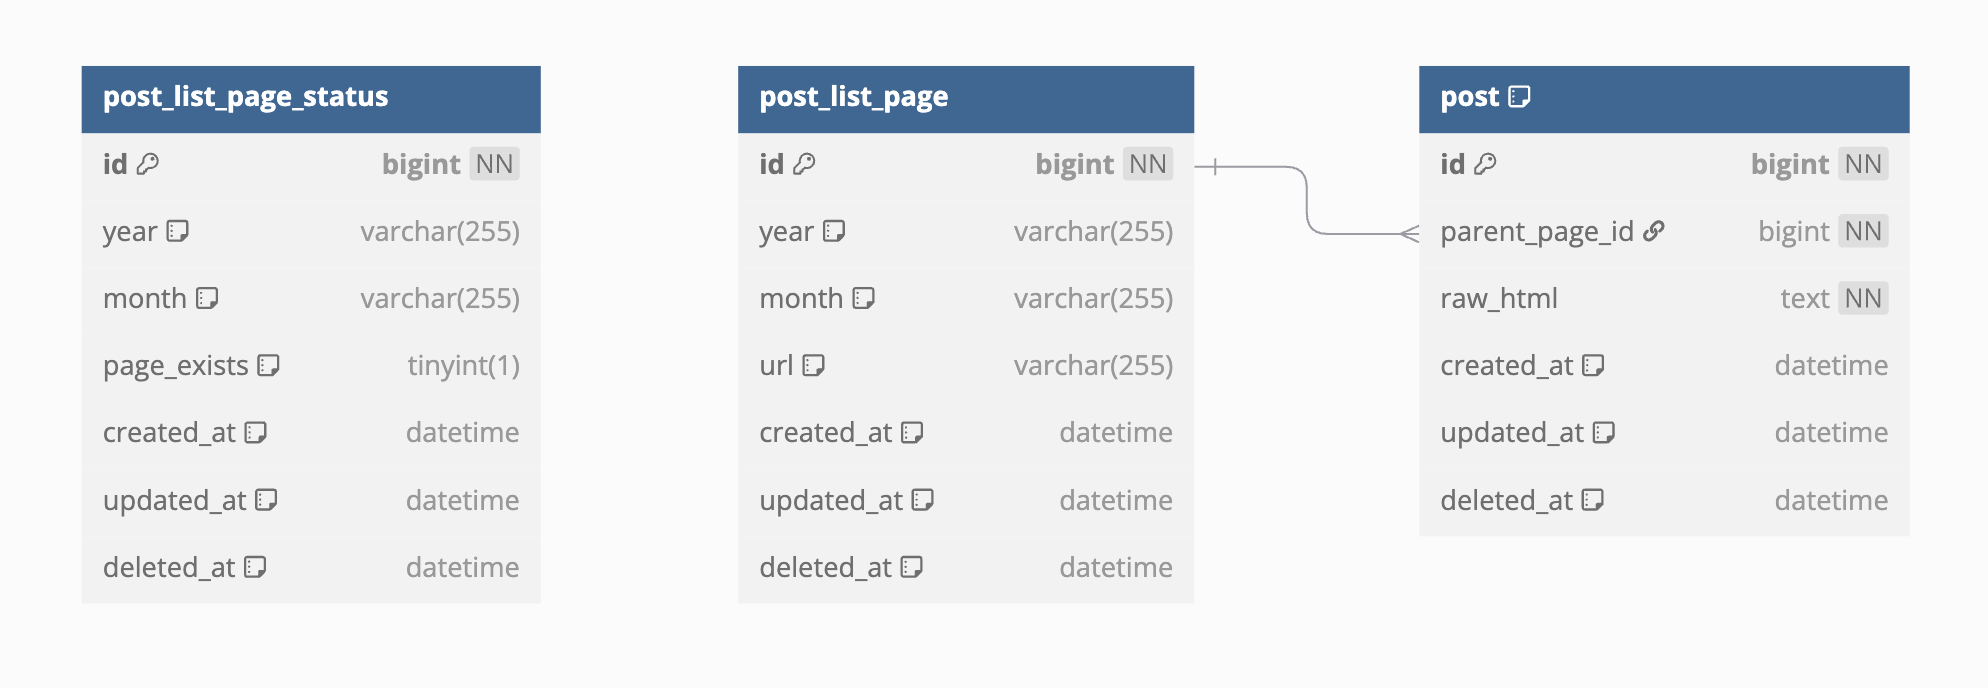 post_list_page_status
id bigint NN
year varchar(255)
month varchar(255)
page_exists tinyint(1)
created_at datetime
updated_at datetime
deleted_at datetime
post_list_page
id bigint NN
year varchar(255)
month varchar(255)
url varchar(255)
created_at datetime
updated_at datetime
deleted_at datetime
post
id bigint NN
parent_page_id bigint NN
raw_html text NN
created_at datetime
updated_at datetime
deleted_at datetime